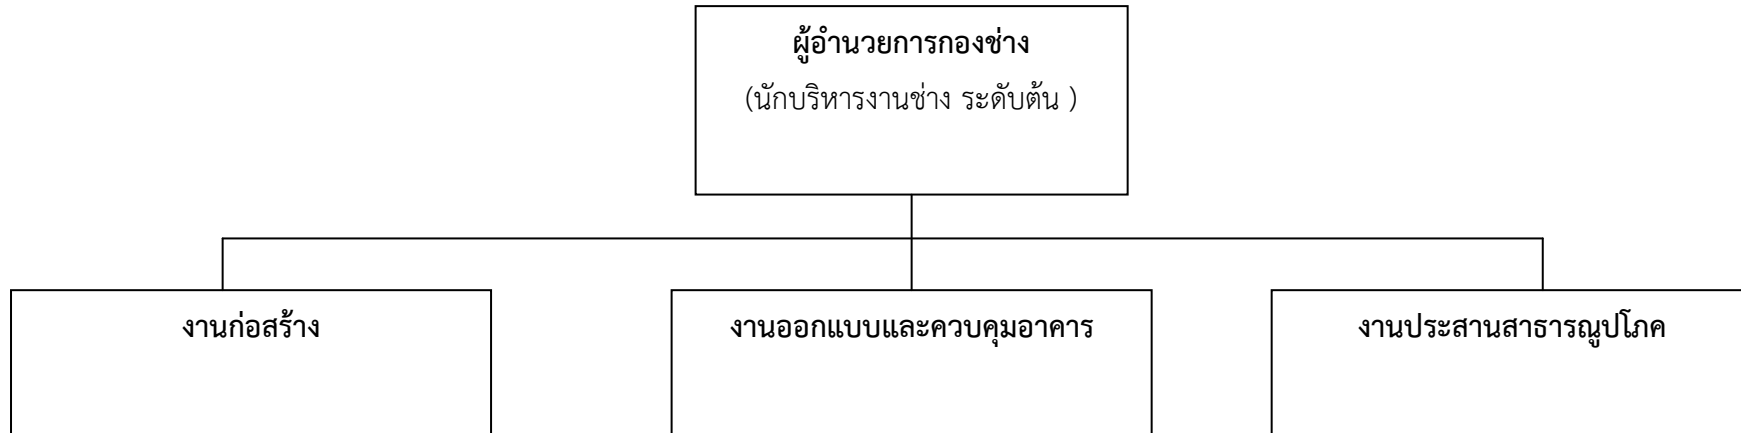 ผู้อำนวยการกองช่าง
(นักบริหารงานช่าง ระดับต้น )
งานก่อสร้าง
งานออกแบบและควบคุมอาคาร
งานประสานสาธารณูปโภค